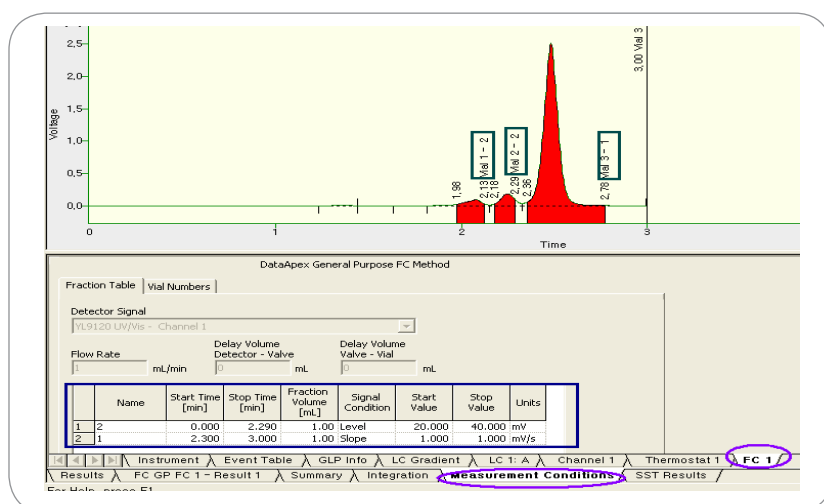 2,5
2,0
1,5
1,0
0,5
0,0
Voltage
1,98
2,13 Vial 1 - 2
2,18
2,29 Vial 2 - 2
2,36
2,78 Vial 3 - 1
3,00 Vial 3
0 1 2 3
Time
DataApex General Purpose FC Method
Fraction Table Vial Numbers
Detector Signal
YL9120 UV/Vis - Channel 1
Flow Rate Delay Volume Detector - Valve Delay Volume Valve - Vial
1 mL/min 0 mL 0 mL
Name Start Time [min] Stop Time [min] Fraction Volume [mL] Signal Condition Start Value Stop Value Units
1 2 0.000 2.290 1.00 Level 20.000 40.000 mV
2 1 2.300 3.000 1.00 Slope 1.000 1.000 mV/s
Instrument Event Table GLP Info LC Gradient LC 1: A Channel 1 Thermostat 1 FC 1
Results FC GP FC 1 - Result 1 Summary Integration Measurement Conditions SST Results
For Help, press F1